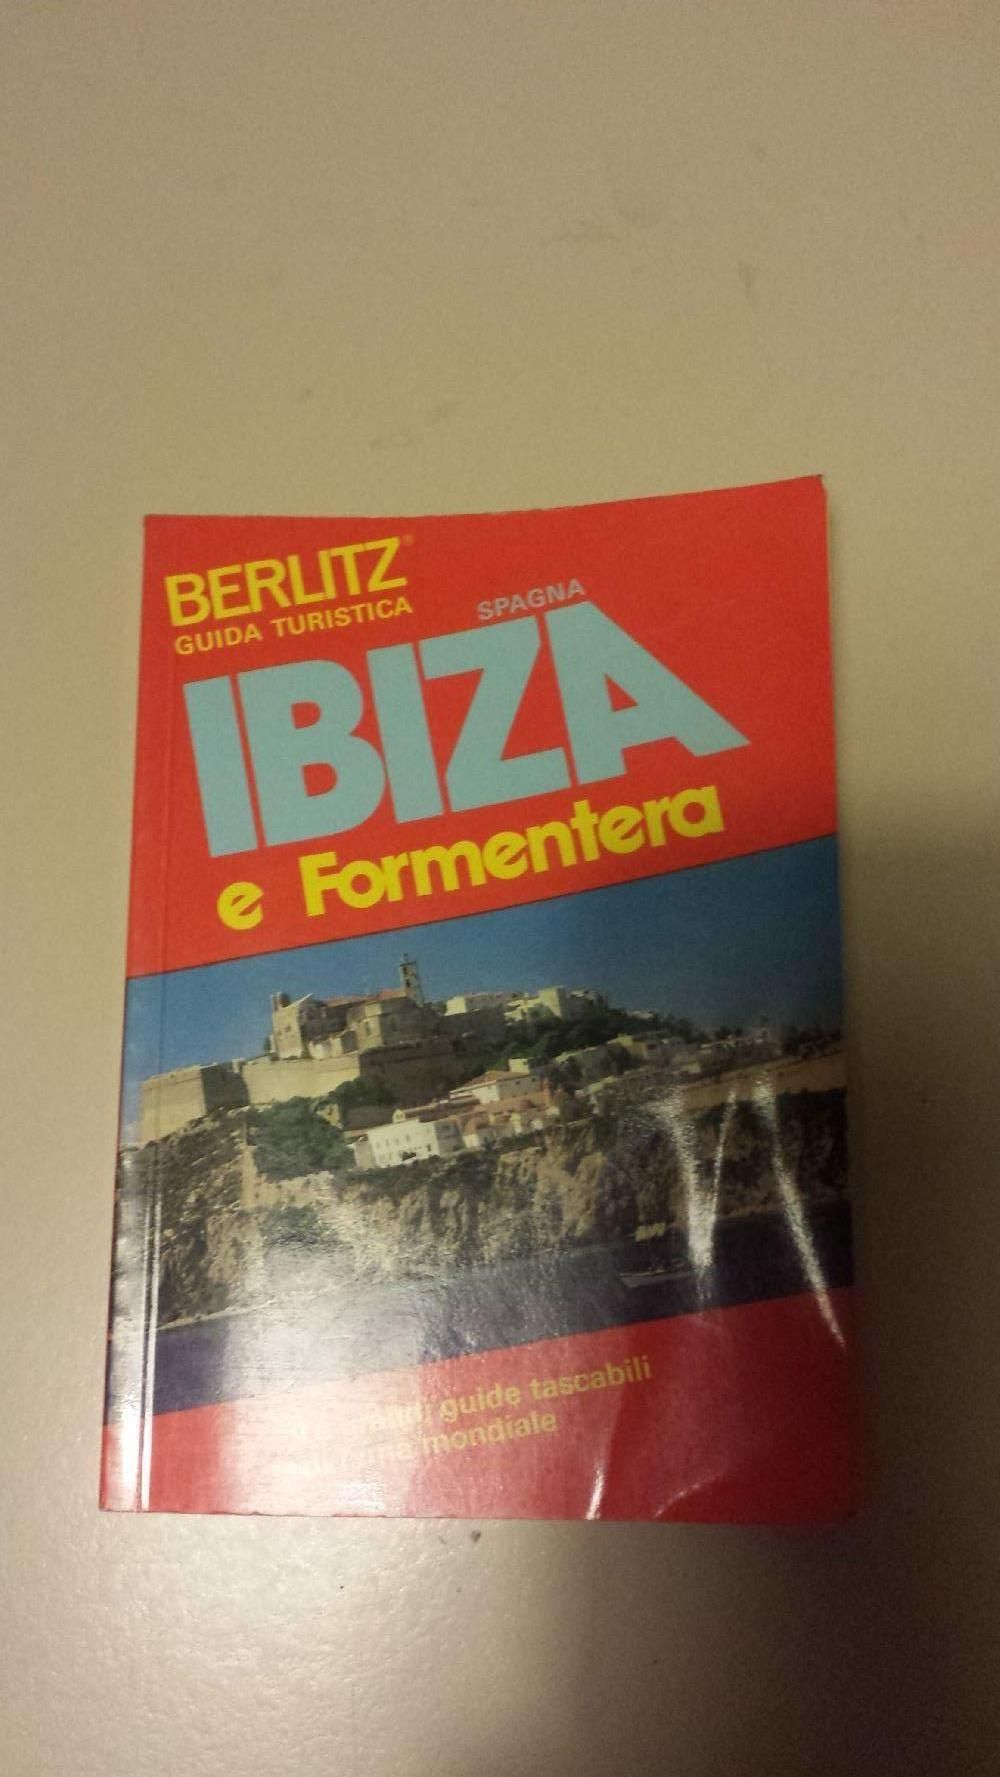 BERLITZ®
GUIDA TURISTICA
SPAGNA
IBIZA
e Formentera
guide tascabili
mondiale